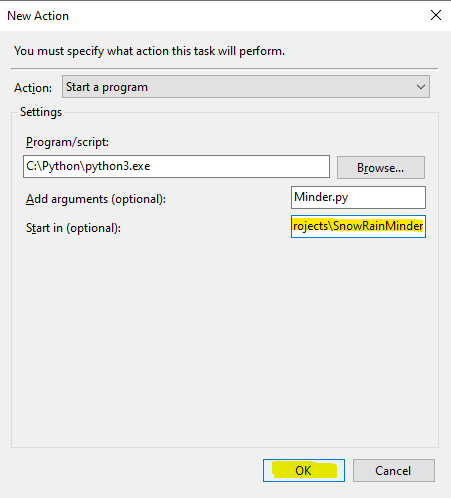 New Action
You must specify what action this task will perform.
Action: Start a program
Settings
Program/script:
C:\Python\python3.exe Browse...
Add arguments (optional): Minder.py
Start in (optional): rojects\SnowRainMinder
OK Cancel